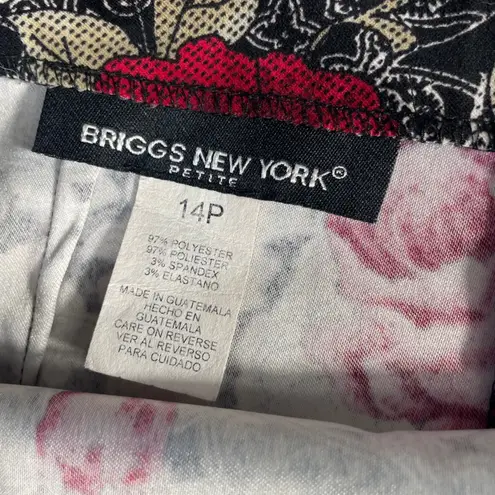 BRIGGS NEW YORK®
PETITE
14P
97% POLYESTER
97% POLIESTER
3% SPANDEX
3% ELASTANO
MADE IN GUATEMALA
HECHO EN
GUATEMALA
CARE ON REVERSE
VER AL REVERSO
PARA CUIDADO